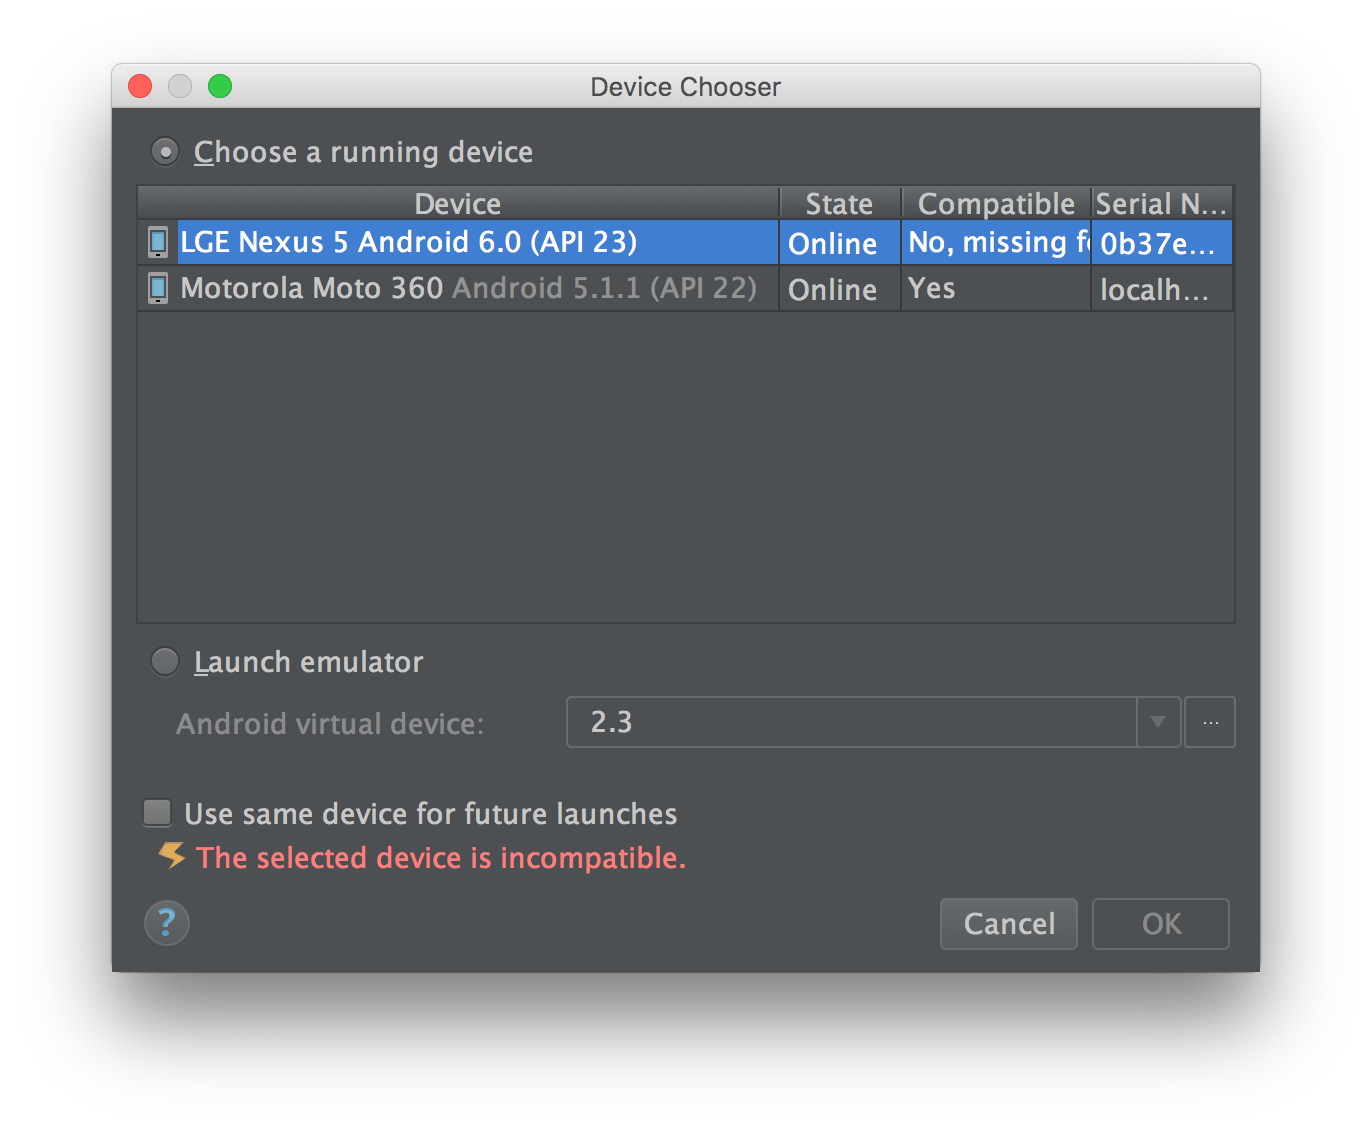 Device Chooser
Choose a running device
Device State Compatible Serial N...
LGE Nexus 5 Android 6.0 (API 23) Online No, missing 0b37e...
Motorola Moto 360 Android 5.1.1 (API 22) Online Yes localh...
Launch emulator
Android virtual device: 2.3 ...
Use same device for future launches
The selected device is incompatible.
? Cancel OK